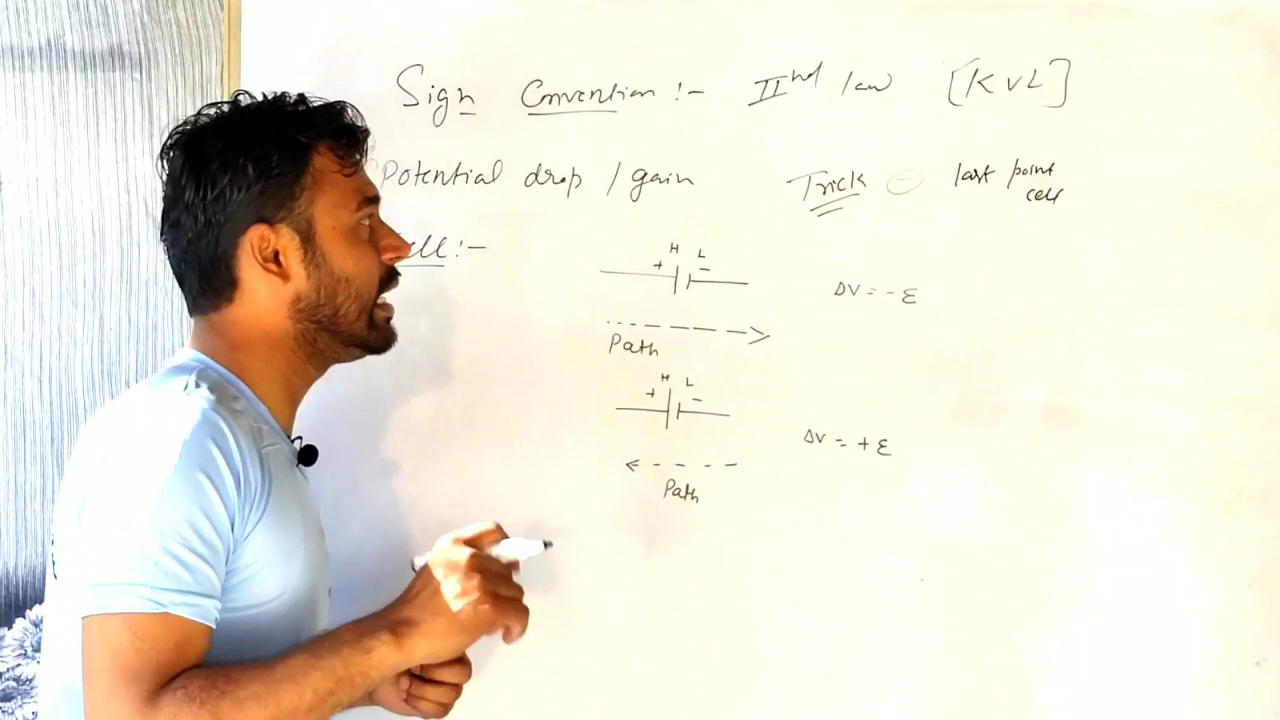 Sign Convention :- IInd law [KVL]
Potential drop / gain Trick - last point cell
ell :-
H L
+ -
ΔV = - ε
Path
H L
+ -
ΔV = + ε
Path